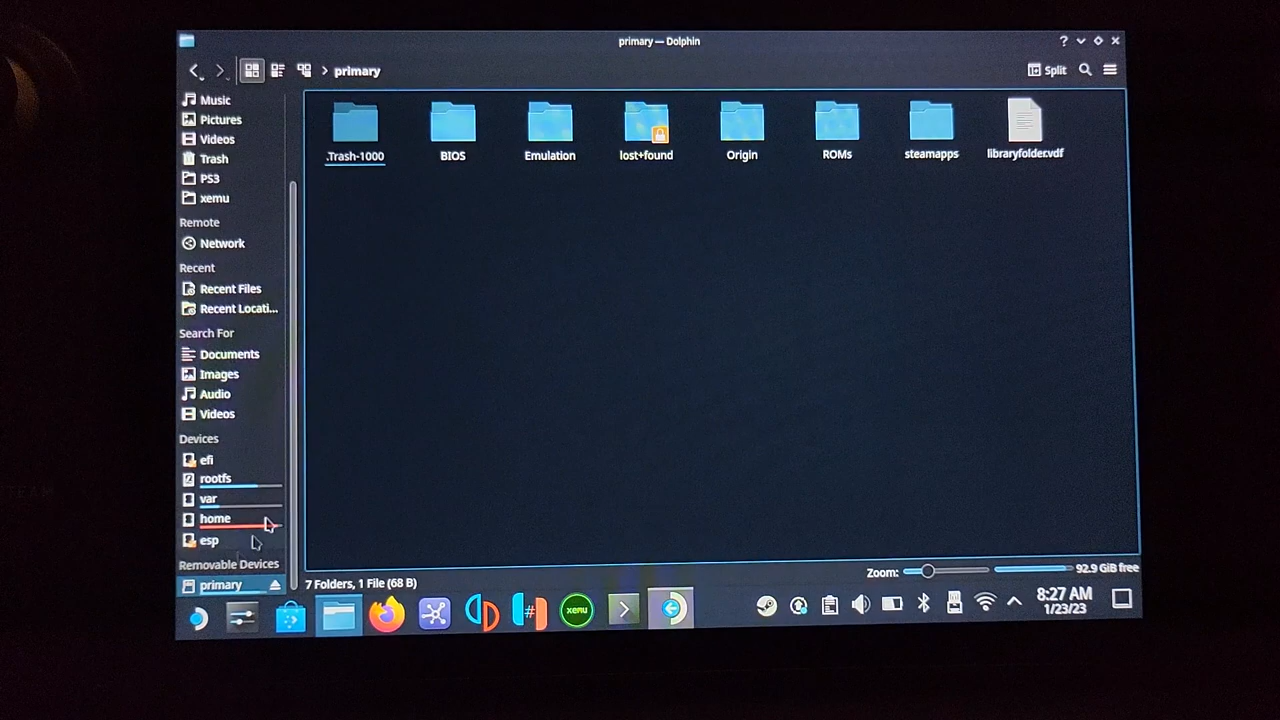 primary — Dolphin
primary
Split
Music
Pictures
Videos
Trash
PS3
xemu
Remote
Network
Recent
Recent Files
Recent Locati...
Search For
Documents
Images
Audio
Videos
Devices
efi
rootfs
var
home
esp
Removable Devices
primary
.Trash-1000
BIOS
Emulation
lost+found
Origin
ROMs
steamapps
libraryfolder.vdf
7 Folders, 1 File (68 B)
Zoom:
92.9 GiB free
xemu
8:27 AM
1/23/23